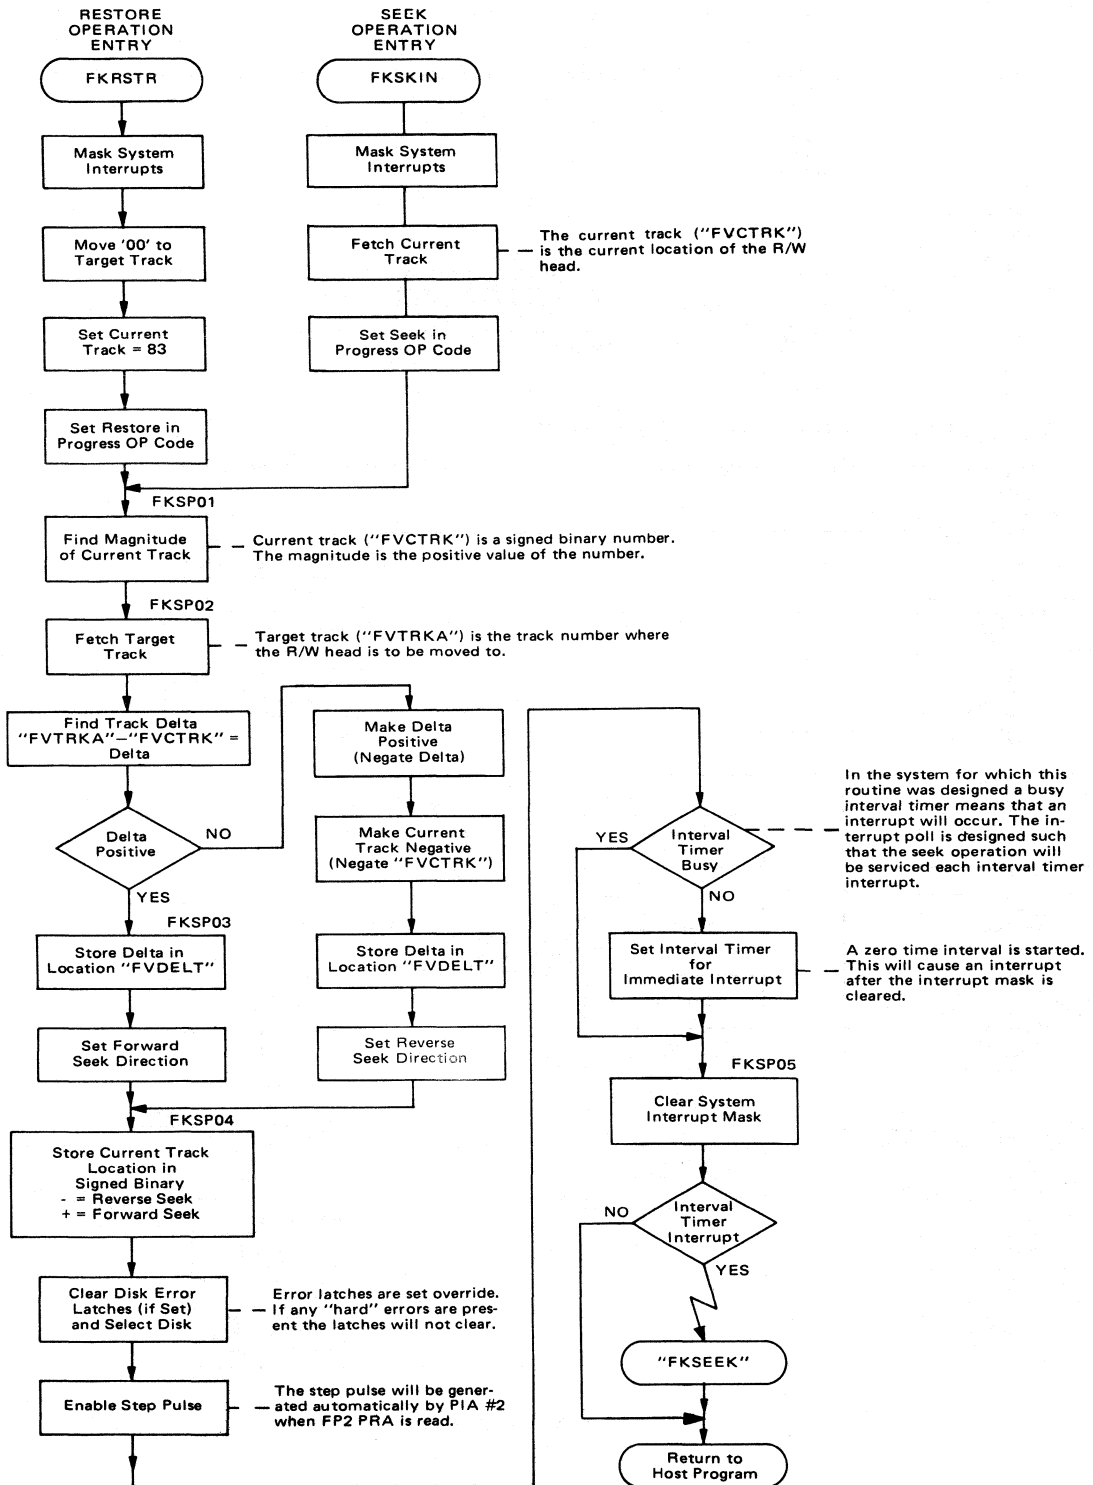 RESTORE
OPERATION
ENTRY
FKRSTR
Mask System
Interrupts
Move '00' to
Target Track
Set Current
Track = 83
Set Restore in
Progress OP Code
SEEK
OPERATION
ENTRY
FKSKIN
Mask System
Interrupts
Fetch Current
Track
The current track ("FVCTRK")
is the current location of the R/W
head.
Set Seek in
Progress OP Code
FKSP01
Find Magnitude
of Current Track
Current track ("FVCTRK") is a signed binary number.
The magnitude is the positive value of the number.
FKSP02
Fetch Target
Track
Target track ("FVTRKA") is the track number where
the R/W head is to be moved to.
Find Track Delta
"FVTRKA"–"FVCTRK" =
Delta
Delta
Positive
NO
YES
FKSP03
Store Delta in
Location "FVDELT"
Set Forward
Seek Direction
Make Delta
Positive
(Negate Delta)
Make Current
Track Negative
(Negate "FVCTRK")
Store Delta in
Location "FVDELT"
Set Reverse
Seek Direction
FKSP04
Store Current Track
Location in
Signed Binary
- = Reverse Seek
+ = Forward Seek
Clear Disk Error
Latches (if Set)
and Select Disk
Error latches are set override.
If any "hard" errors are pres-
ent the latches will not clear.
Enable Step Pulse
The step pulse will be gener-
ated automatically by PIA #2
when FP2 PRA is read.
Interval
Timer
Busy
YES
NO
In the system for which this
routine was designed a busy
interval timer means that an
interrupt will occur. The in-
terrupt poll is designed such
that the seek operation will
be serviced each interval timer
interrupt.
Set Interval Timer
for
Immediate Interrupt
A zero time interval is started.
This will cause an interrupt
after the interrupt mask is
cleared.
FKSP05
Clear System
Interrupt Mask
Interval
Timer
Interrupt
NO
YES
"FKSEEK"
Return to
Host Program